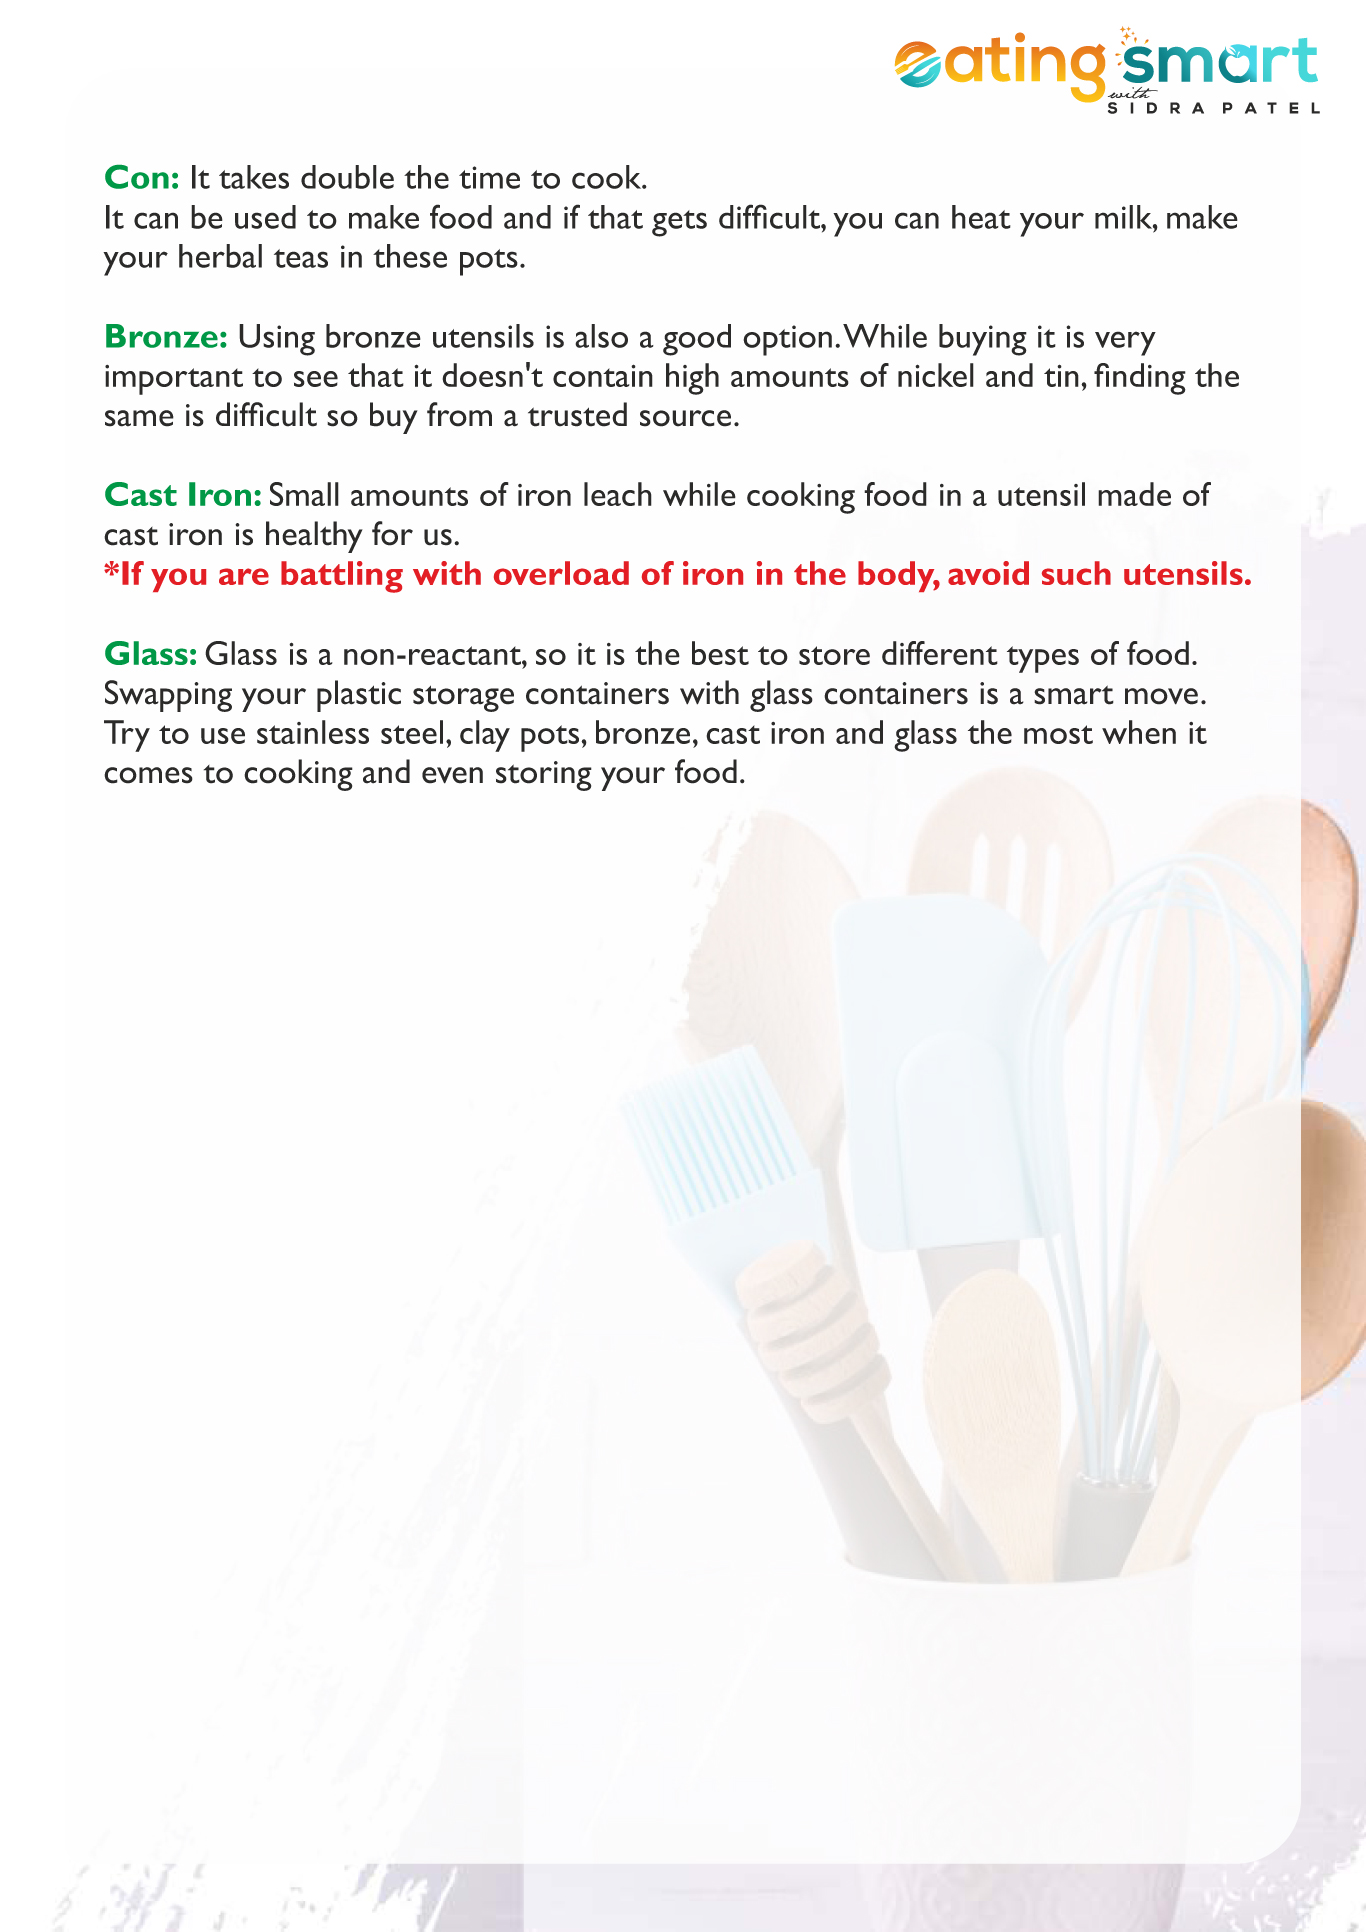 eating smart
with
SIDRA PATEL
Con: It takes double the time to cook.
It can be used to make food and if that gets difficult, you can heat your milk, make
your herbal teas in these pots.
Bronze: Using bronze utensils is also a good option. While buying it is very
important to see that it doesn't contain high amounts of nickel and tin, finding the
same is difficult so buy from a trusted source.
Cast Iron: Small amounts of iron leach while cooking food in a utensil made of
cast iron is healthy for us.
*If you are battling with overload of iron in the body, avoid such utensils.
Glass: Glass is a non-reactant, so it is the best to store different types of food.
Swapping your plastic storage containers with glass containers is a smart move.
Try to use stainless steel, clay pots, bronze, cast iron and glass the most when it
comes to cooking and even storing your food.